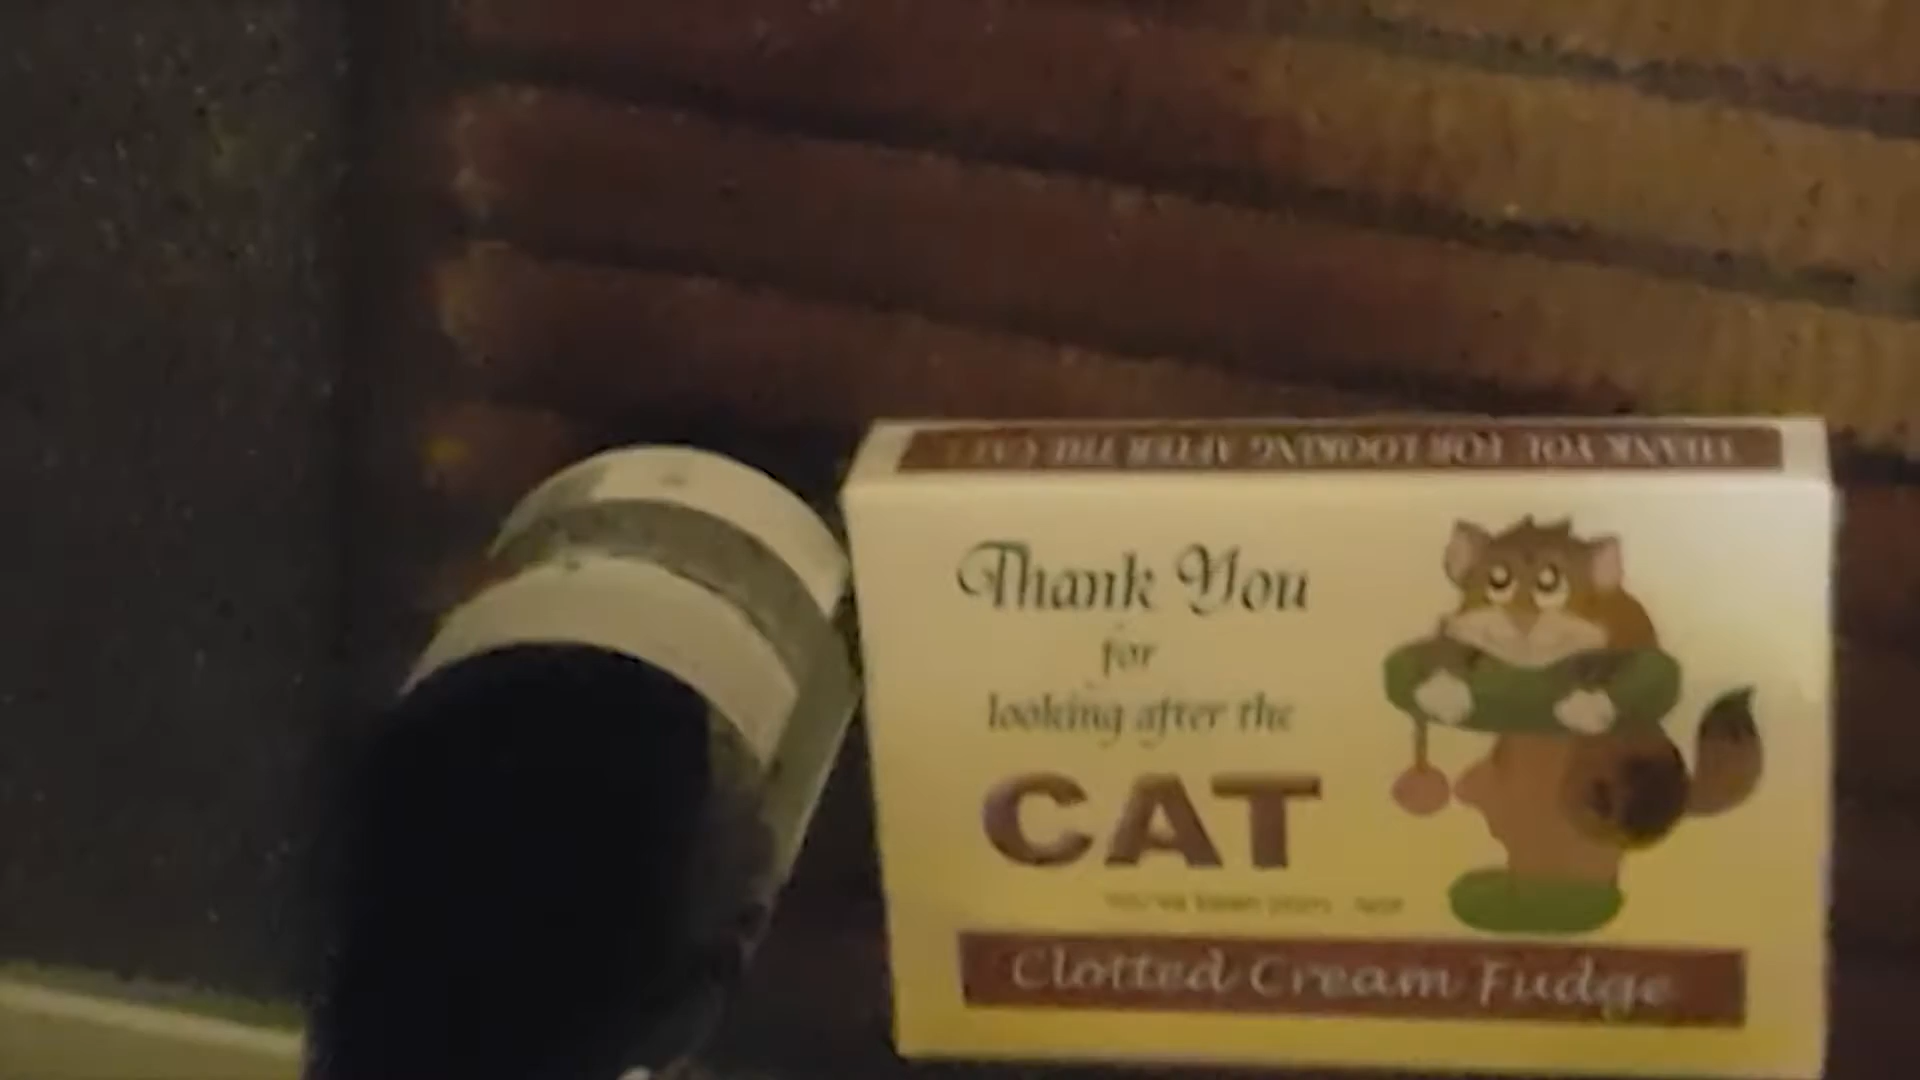 THANK YOU FOR LOOKING AFTER THE CAT
Thank You
for
looking after the
CAT
Clotted Cream Fudge